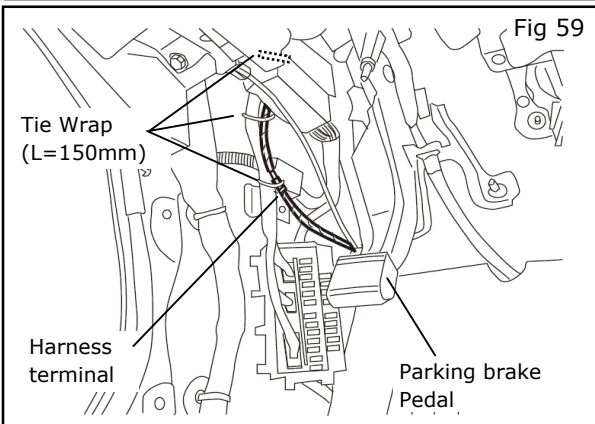 Fig 59
Tie Wrap
(L=150mm)
Harness
terminal
Parking brake
Pedal